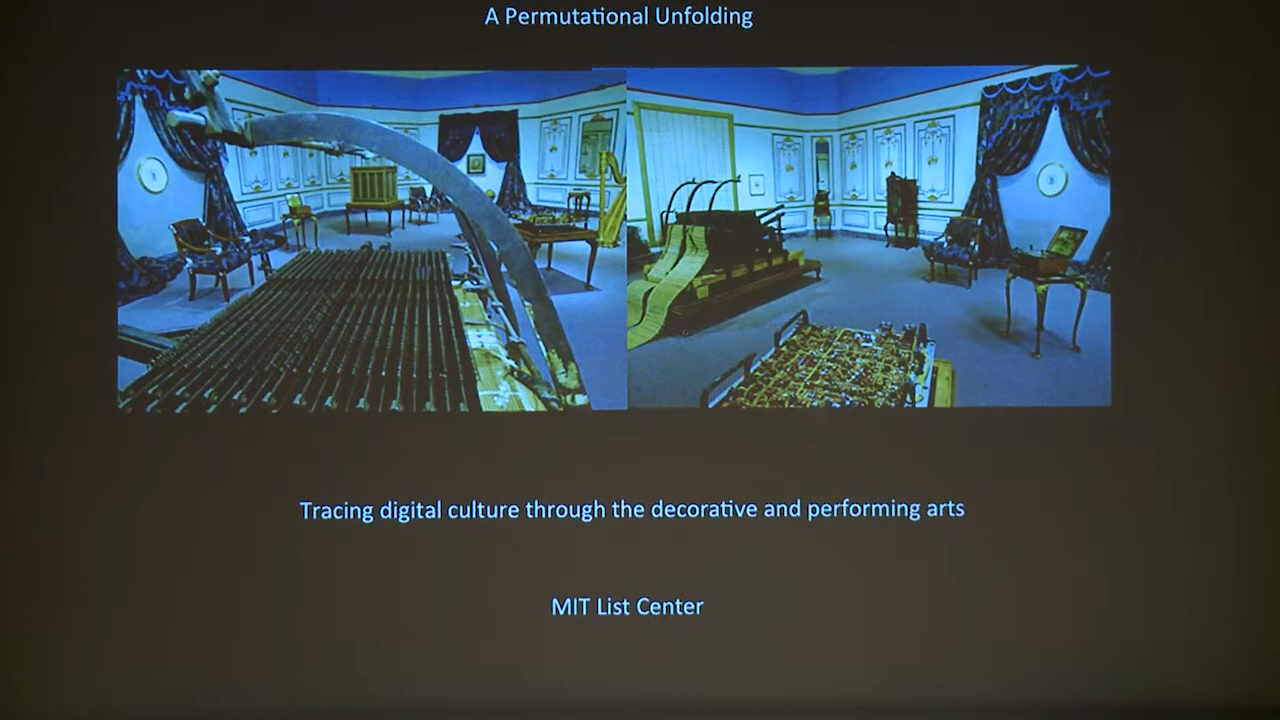 A Permutational Unfolding
Tracing digital culture through the decorative and performing arts
MIT List Center